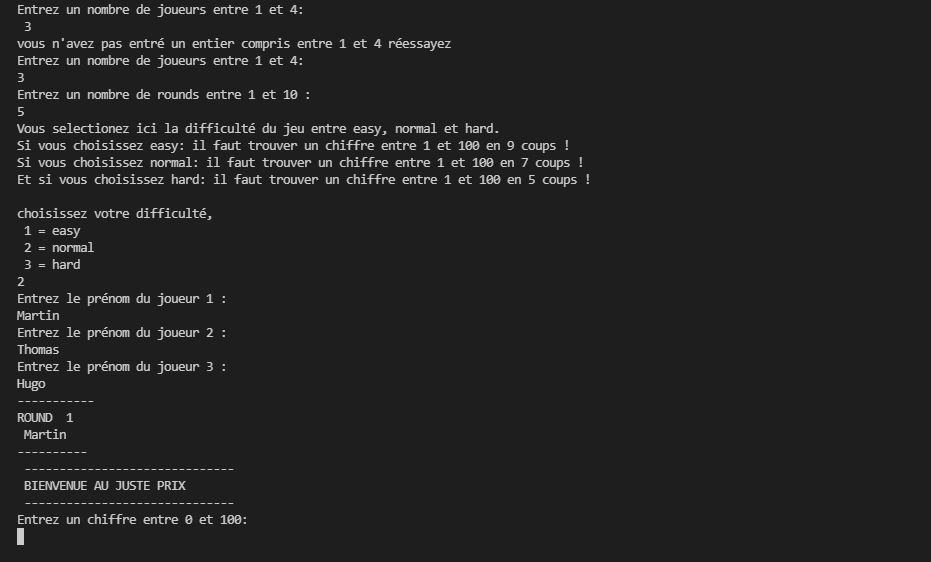 Entrez un nombre de joueurs entre 1 et 4:
 3
vous n'avez pas entré un entier compris entre 1 et 4 réessayez
Entrez un nombre de joueurs entre 1 et 4:
3
Entrez un nombre de rounds entre 1 et 10 :
5
Vous selectionez ici la difficulté du jeu entre easy, normal et hard.
Si vous choisissez easy: il faut trouver un chiffre entre 1 et 100 en 9 coups !
Si vous choisissez normal: il faut trouver un chiffre entre 1 et 100 en 7 coups !
Et si vous choisissez hard: il faut trouver un chiffre entre 1 et 100 en 5 coups !

choisissez votre difficulté,
 1 = easy
 2 = normal
 3 = hard
2
Entrez le prénom du joueur 1 :
Martin
Entrez le prénom du joueur 2 :
Thomas
Entrez le prénom du joueur 3 :
Hugo
-----------
ROUND  1
 Martin
----------
 ------------------------------
 BIENVENUE AU JUSTE PRIX
 ------------------------------
Entrez un chiffre entre 0 et 100: